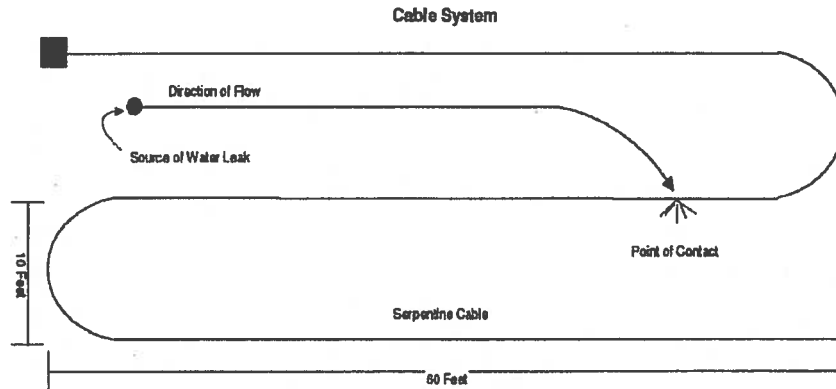 Cable System
Direction of Flow
Source of Water Leak
Point of Contact
10 Feet
Serpentine Cable
60 Feet